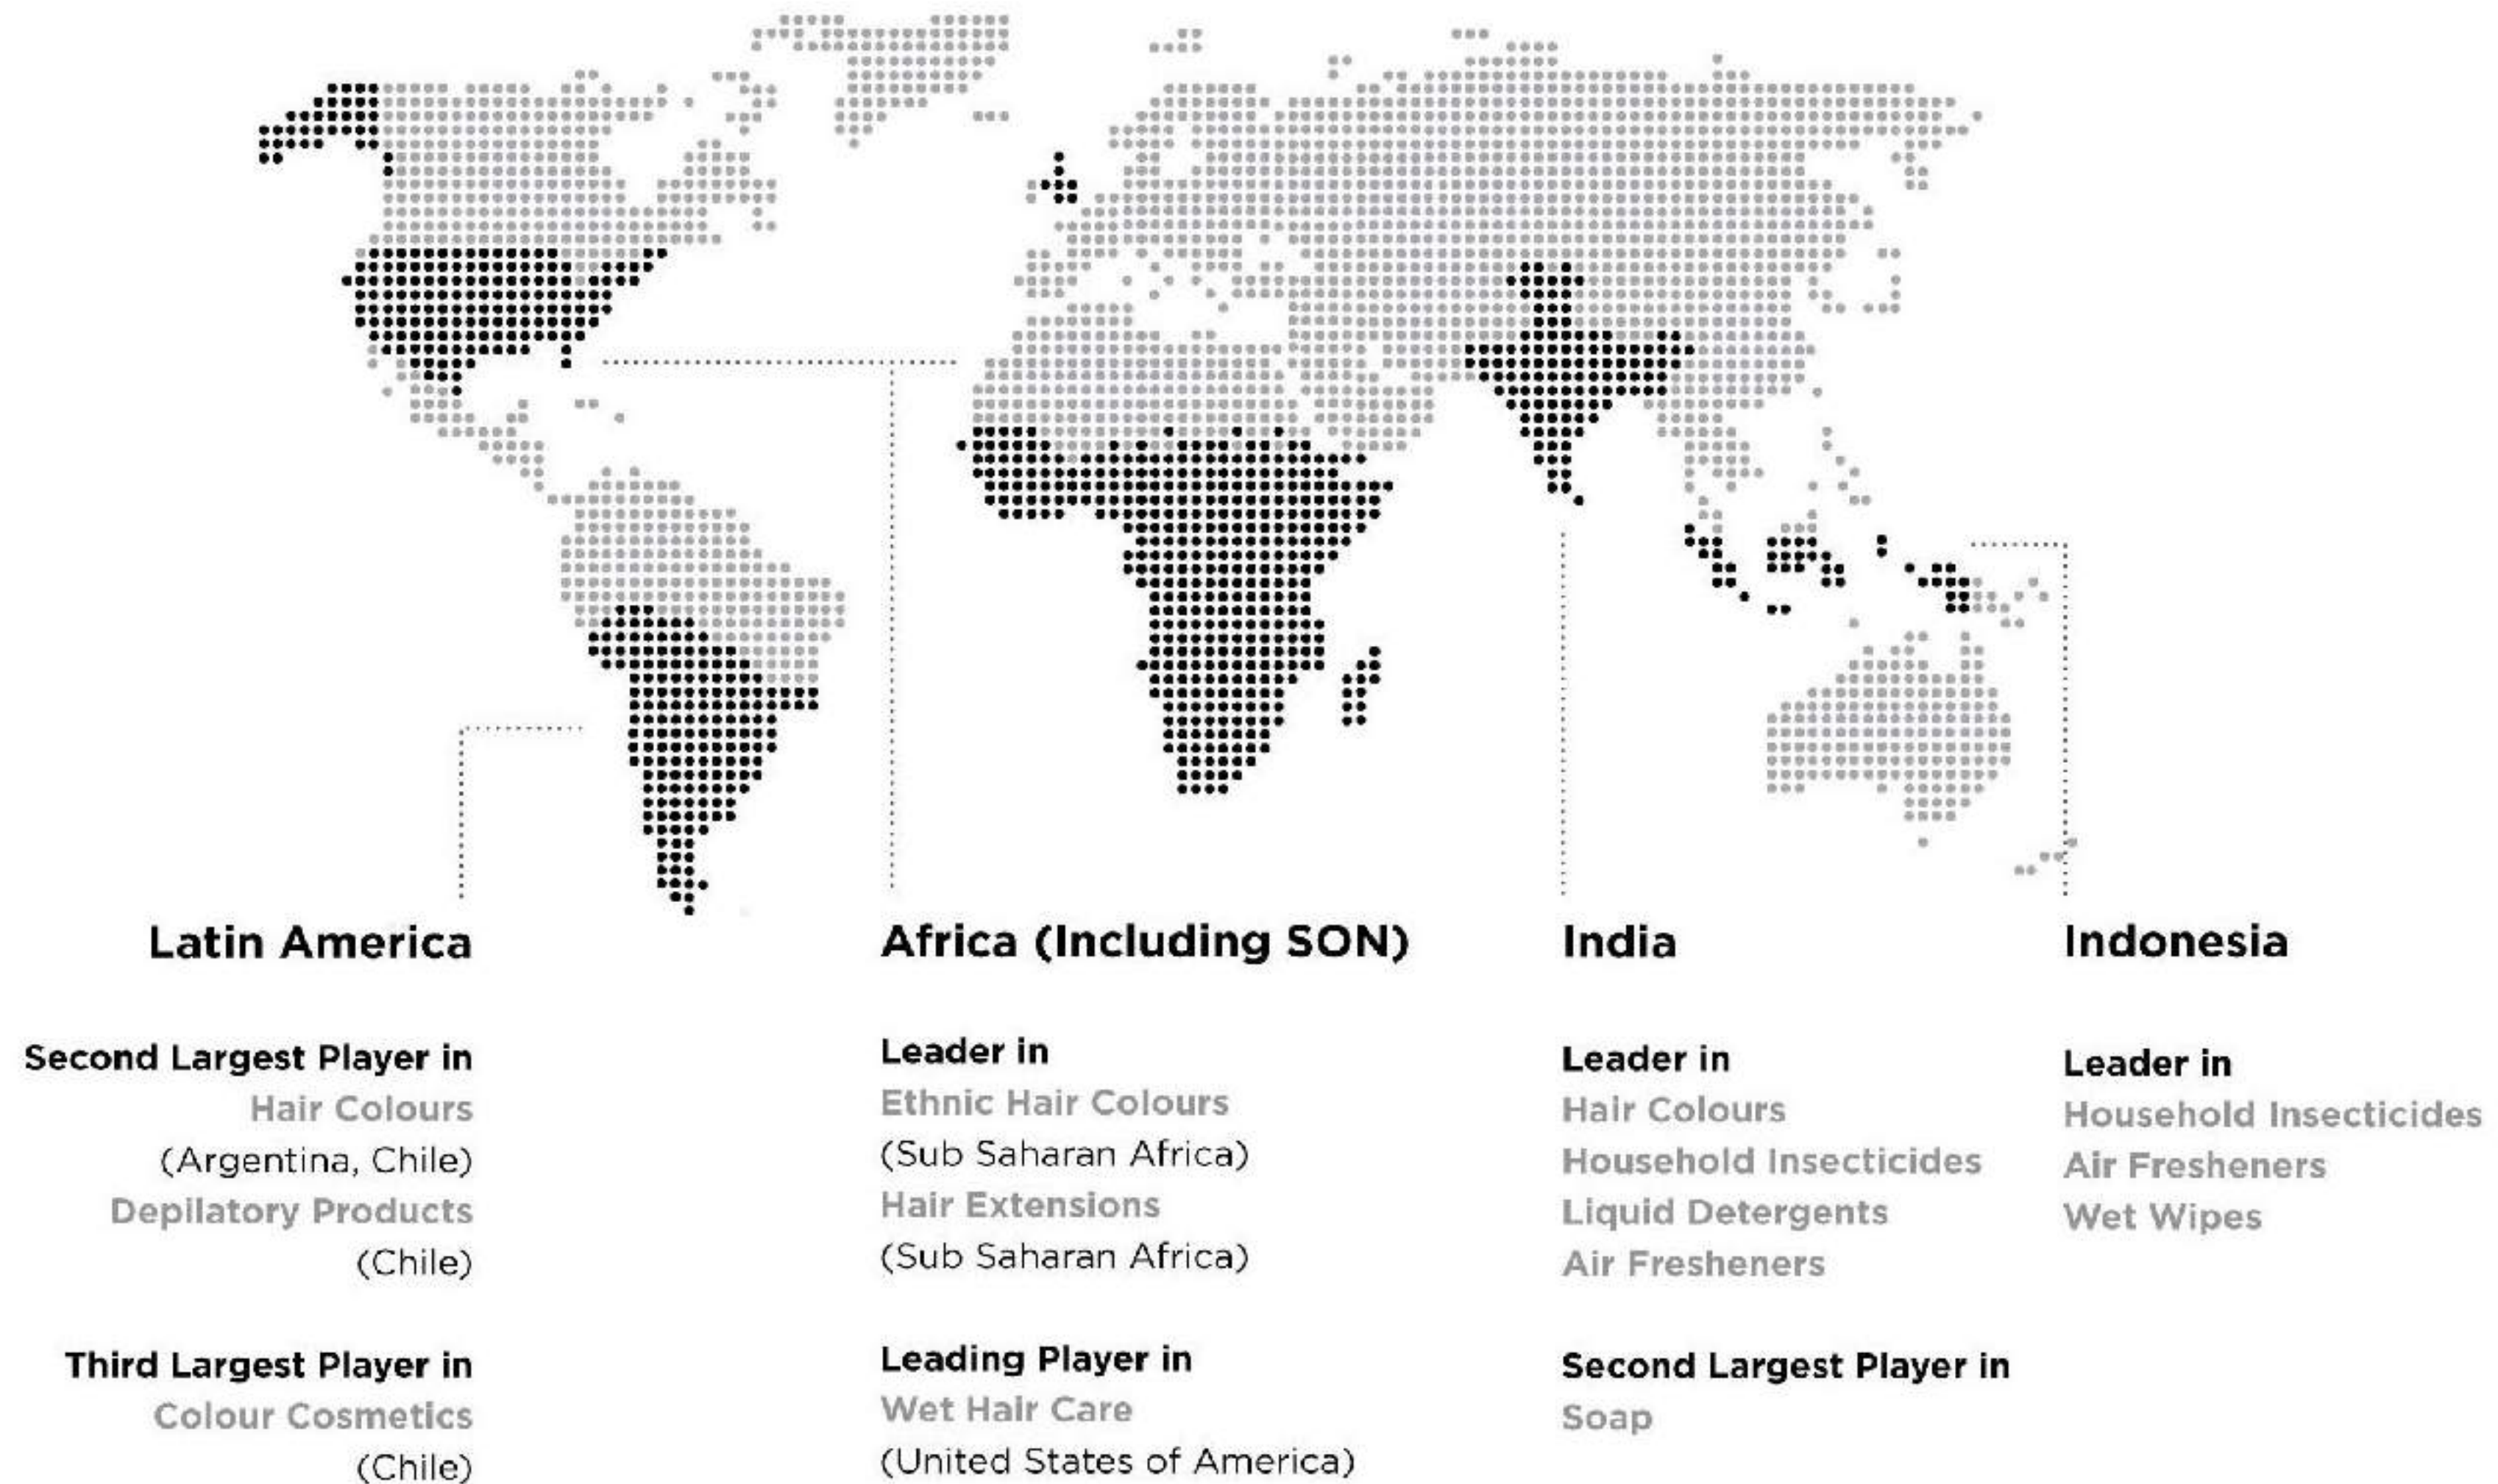 Latin America
Second Largest Player in
Hair Colours
(Argentina, Chile)
Depilatory Products
(Chile)
Third Largest Player in
Colour Cosmetics
(Chile)
Africa (Including SON)
Leader in
Ethnic Hair Colours
(Sub Saharan Africa)
Hair Extensions
(Sub Saharan Africa)
Leading Player in
Wet Hair Care
(United States of America)
India
Leader in
Hair Colours
Household Insecticides
Liquid Detergents
Air Fresheners
Second Largest Player in
Soap
Indonesia
Leader in
Household Insecticides
Air Fresheners
Wet Wipes